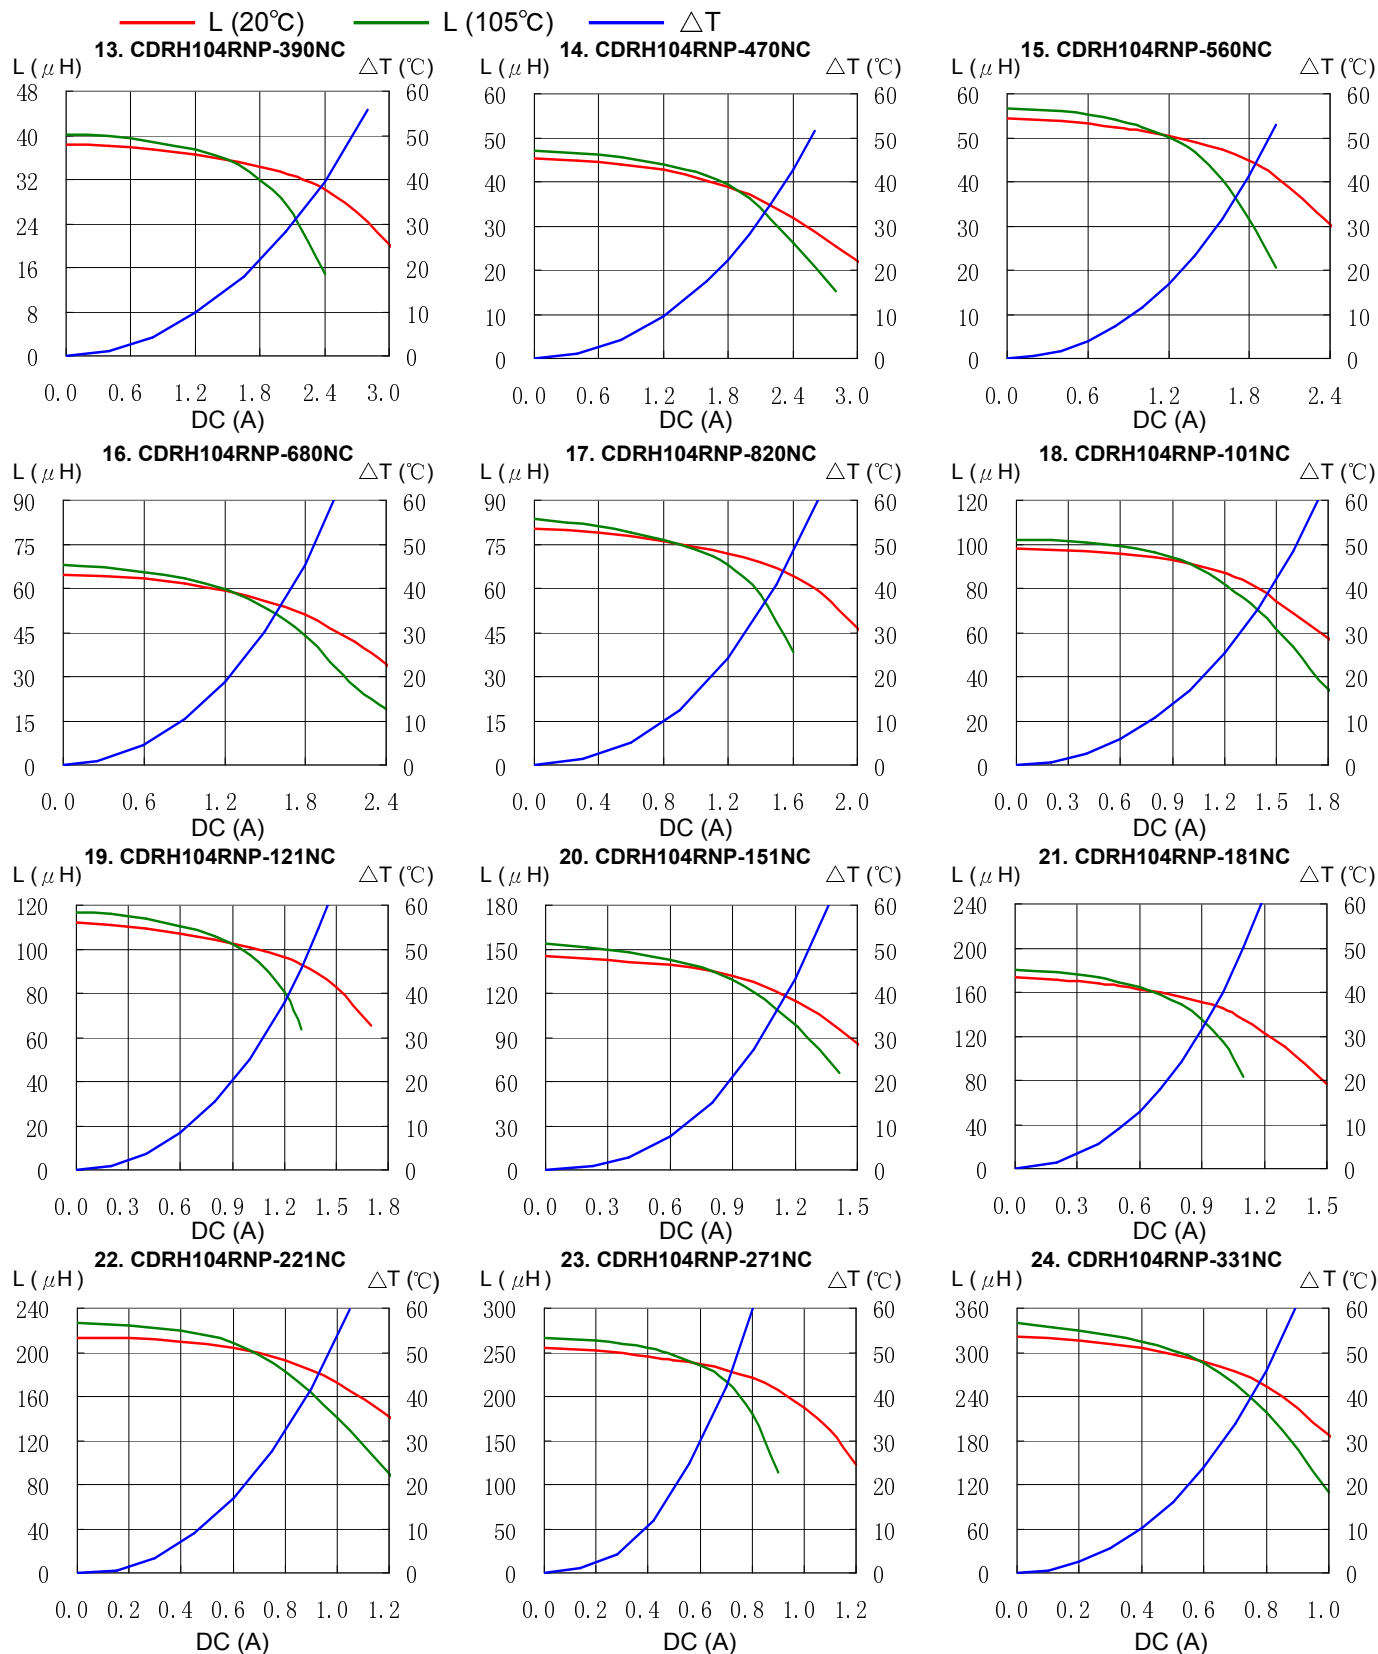 L (20℃) L (105℃) △T
13. CDRH104RNP-390NC 14. CDRH104RNP-470NC 15. CDRH104RNP-560NC
L ( μ H) △T (℃) L ( μ H) △T (℃) L ( μ H) △T (℃)
48 60 60 60 60 60
40 50 50 50 50 50
32 40 40 40 40 40
24 30 30 30 30 30
16 20 20 20 20 20
8 10 10 10 10 10
0 0 0 0 0 0
0.0 0.6 1.2 1.8 2.4 3.0 0.0 0.6 1.2 1.8 2.4 3.0 0.0 0.6 1.2 1.8 2.4
DC (A) DC (A) DC (A)
16. CDRH104RNP-680NC 17. CDRH104RNP-820NC 18. CDRH104RNP-101NC
L ( μ H) △T (℃) L ( μ H) △T (℃) L ( μ H) △T (℃)
90 60 90 60 120 60
75 50 75 50 100 50
60 40 60 40 80 40
45 30 45 30 60 30
30 20 30 20 40 20
15 10 15 10 20 10
0 0 0 0 0 0
0.0 0.6 1.2 1.8 2.4 0.0 0.4 0.8 1.2 1.6 2.0 0.0 0.3 0.6 0.9 1.2 1.5 1.8
DC (A) DC (A) DC (A)
19. CDRH104RNP-121NC 20. CDRH104RNP-151NC 21. CDRH104RNP-181NC
L ( μ H) △T (℃) L ( μ H) △T (℃) L ( μ H) △T (℃)
120 60 180 60 240 60
100 50 150 50 200 50
80 40 120 40 160 40
60 30 90 30 120 30
40 20 60 20 80 20
20 10 30 10 40 10
0 0 0 0 0 0
0.0 0.3 0.6 0.9 1.2 1.5 1.8 0.0 0.3 0.6 0.9 1.2 1.5 0.0 0.3 0.6 0.9 1.2 1.5
DC (A) DC (A) DC (A)
22. CDRH104RNP-221NC 23. CDRH104RNP-271NC 24. CDRH104RNP-331NC
L ( μH) △T (℃) L ( μ H) △T (℃) L ( μ H) △T (℃)
240 60 300 60 360 60
200 50 250 50 300 50
160 40 200 40 240 40
120 30 150 30 180 30
80 20 100 20 120 20
40 10 50 10 60 10
0 0 0 0 0 0
0.0 0.2 0.4 0.6 0.8 1.0 1.2 0.0 0.2 0.4 0.6 0.8 1.0 1.2 0.0 0.2 0.4 0.6 0.8 1.0
DC (A) DC (A) DC (A)